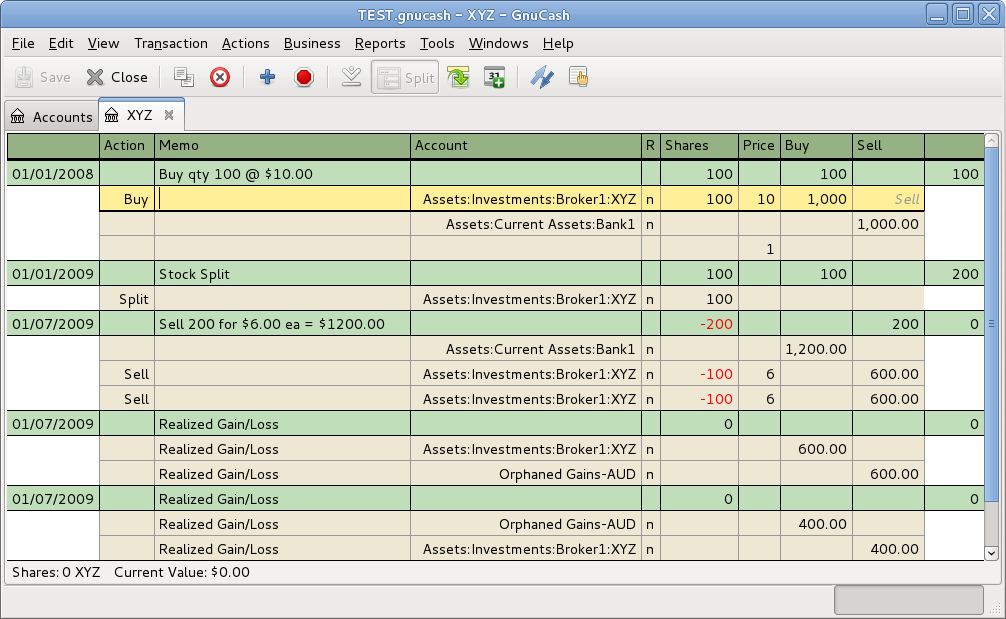 TEST.gnucash - XYZ - GnuCash
File Edit View Transaction Actions Business Reports Tools Windows Help
Save Close Split 31
Accounts XYZ
Action Memo Account R Shares Price Buy Sell
01/01/2008 Buy qty 100 @ $10.00 100 100 100
Buy Assets:Investments:Broker1:XYZ n 100 10 1,000 Sell
Assets:Current Assets:Bank1 n 1,000.00
1
01/01/2009 Stock Split 100 100 200
Split Assets:Investments:Broker1:XYZ n 100
01/07/2009 Sell 200 for $6.00 ea = $1200.00 -200 200 0
Assets:Current Assets:Bank1 n 1,200.00
Sell Assets:Investments:Broker1:XYZ n -100 6 600.00
Sell Assets:Investments:Broker1:XYZ n -100 6 600.00
01/07/2009 Realized Gain/Loss 0 0
Realized Gain/Loss Assets:Investments:Broker1:XYZ n 600.00
Realized Gain/Loss Orphaned Gains-AUD n 600.00
01/07/2009 Realized Gain/Loss 0 0
Realized Gain/Loss Orphaned Gains-AUD n 400.00
Realized Gain/Loss Assets:Investments:Broker1:XYZ n 400.00
Shares: 0 XYZ Current Value: $0.00